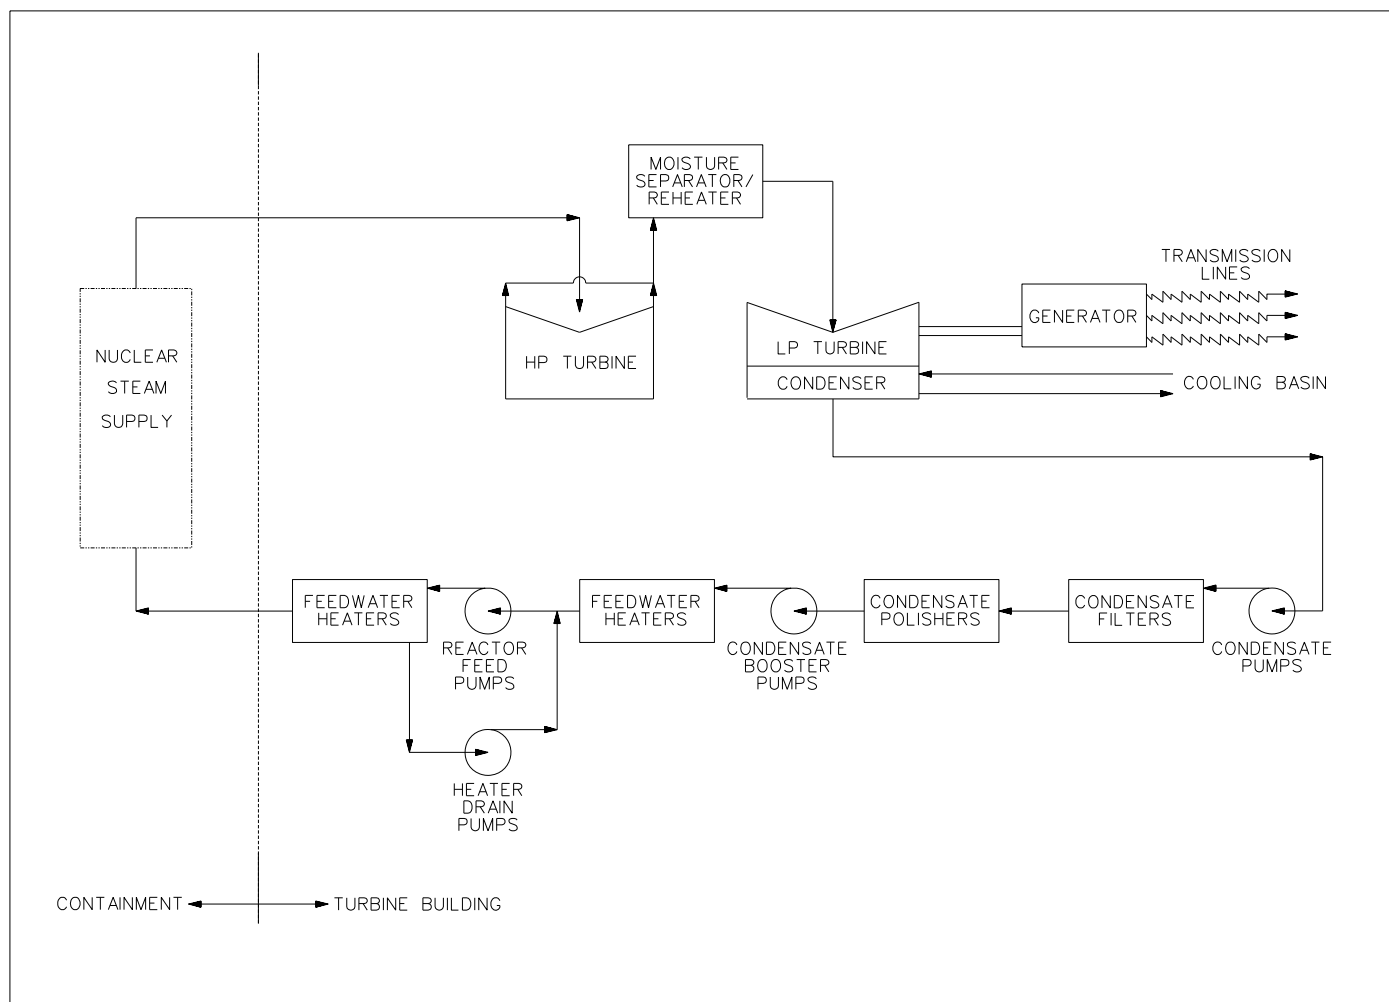 MOISTURE
SEPARATOR/
REHEATER
TRANSMISSION
LINES
GENERATOR
NUCLEAR
STEAM
SUPPLY
HP TURBINE
LP TURBINE
CONDENSER
COOLING BASIN
FEEDWATER
HEATERS
REACTOR
FEED
PUMPS
FEEDWATER
HEATERS
CONDENSATE
BOOSTER
PUMPS
CONDENSATE
POLISHERS
CONDENSATE
FILTERS
CONDENSATE
PUMPS
HEATER
DRAIN
PUMPS
CONTAINMENT
TURBINE BUILDING